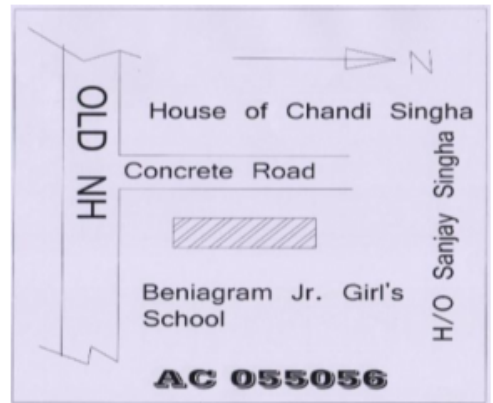 N
OLD NH
House of Chandi Singha
Concrete Road
H/O Sanjay Singha
Beniagram Jr. Girl's
School
AC 055056